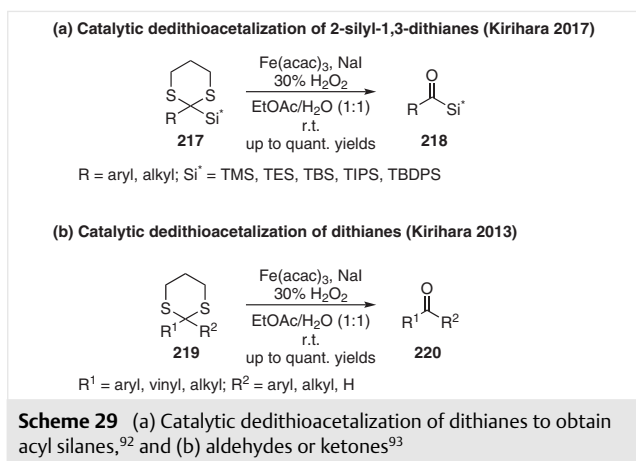 (a) Catalytic dedithioacetalization of 2-silyl-1,3-dithianes (Kirihara 2017)
S S
R Si*
217
Fe(acac)3, NaI
30% H2O2
EtOAc/H2O (1:1)
r.t.
up to quant. yields
O
R Si*
218
R = aryl, alkyl; Si* = TMS, TES, TBS, TIPS, TBDPS
(b) Catalytic dedithioacetalization of dithianes (Kirihara 2013)
S S
R1 R2
219
Fe(acac)3, NaI
30% H2O2
EtOAc/H2O (1:1)
r.t.
up to quant. yields
O
R1 R2
220
R1 = aryl, vinyl, alkyl; R2 = aryl, alkyl, H
Scheme 29 (a) Catalytic dedithioacetalization of dithianes to obtain
acyl silanes,92 and (b) aldehydes or ketones93